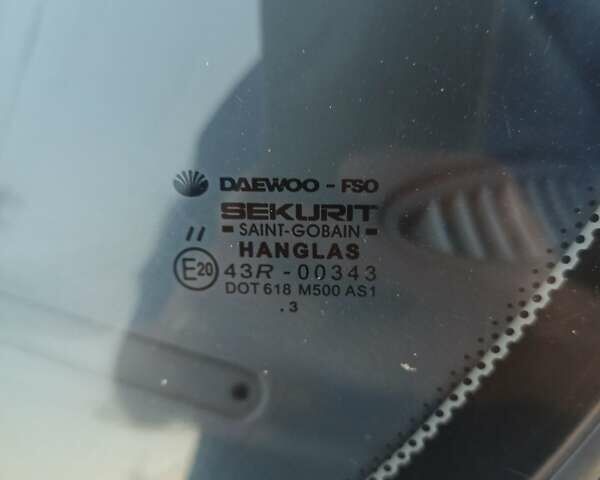 DAEWOO - FSO
SEKURIT
SAINT-GOBAIN
HANGLAS
//
E20 43R - 00343
DOT 618 M500 AS1
.3